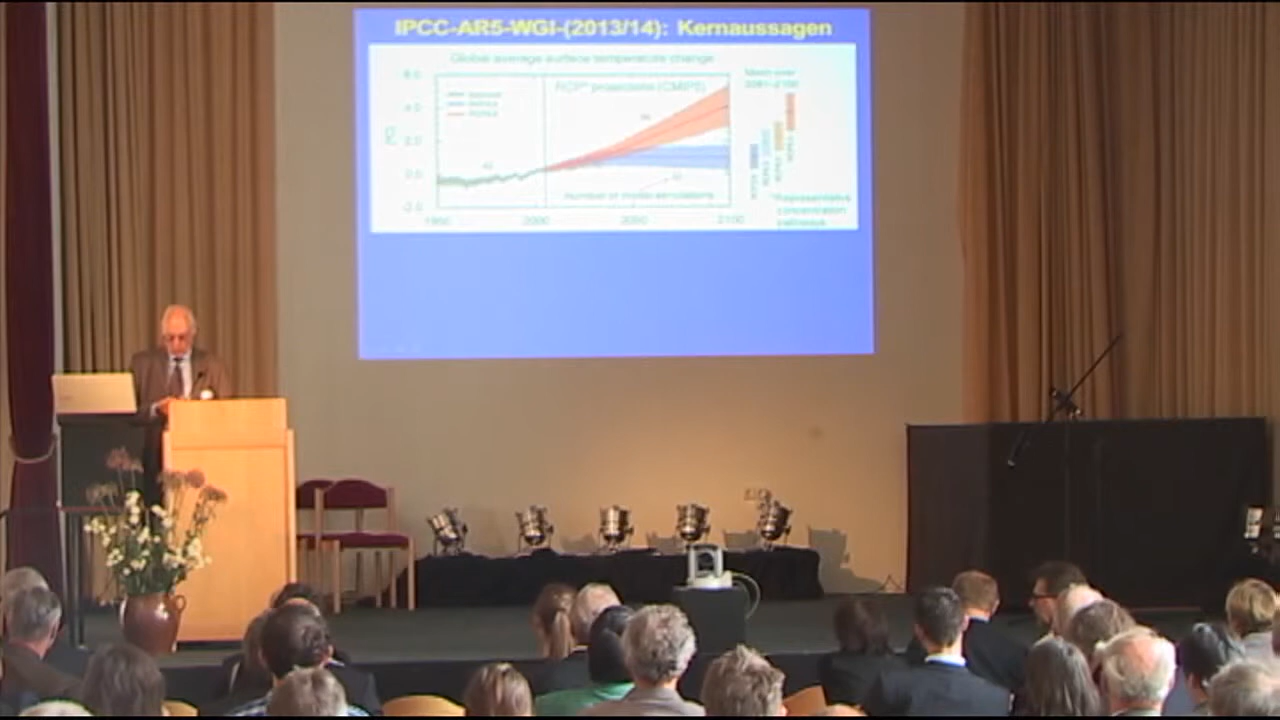 IPCC-AR5-WGI-(2013/14): Kernaussagen
Global average surface temperature change
RCP* projections (CMIP5)
Mean over
2081–2100
6.0
4.0
2.0
0.0
-2.0
Number of model simulations
1950
2000
2050
2100
*Representative
concentration
pathways